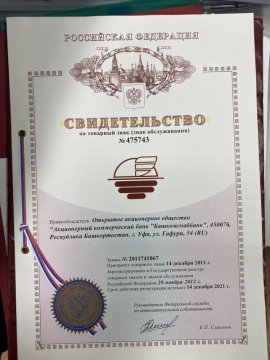 РОССИЙСКАЯ ФЕДЕРАЦИЯ
СВИДЕТЕЛЬСТВО
на товарный знак (знак обслуживания)
№ 475743
Правообладатель: Открытое акционерное общество
"Акционерный коммерческий банк "Башкомснаббанк", 450076,
Республика Башкортостан, г. Уфа, ул. Гафури, 54 (RU)
Заявка № 2011741067
Приоритет товарного знака 14 декабря 2011 г.
Зарегистрировано в Государственном реестре
товарных знаков и знаков обслуживания
Российской Федерации 29 ноября 2012 г.
Срок действия регистрации истекает 14 декабря 2021 г.
Руководитель Федеральной службы
по интеллектуальной собственности
Б.П. Симонов